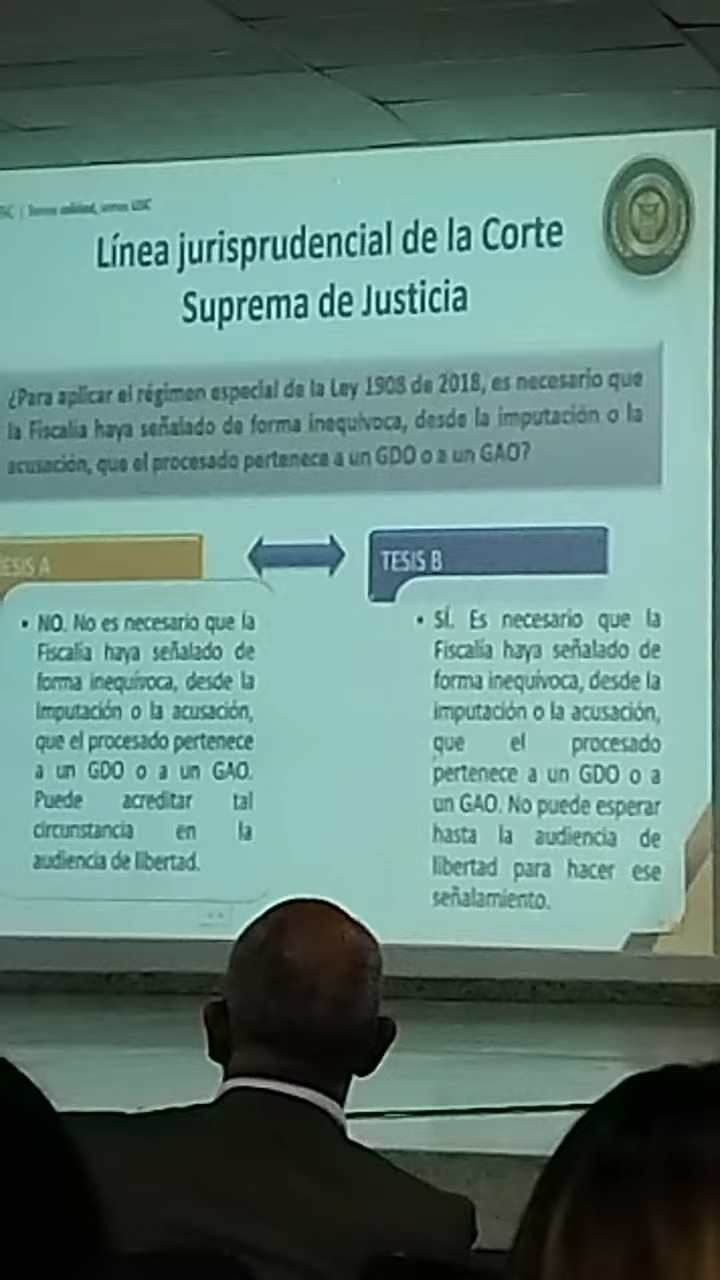 Somos calidad, somos USC
Línea jurisprudencial de la Corte
Suprema de Justicia
¿Para aplicar el régimen especial de la Ley 1908 de 2018, es necesario que
la Fiscalía haya señalado de forma inequívoca, desde la imputación o la
acusación, que el procesado pertenece a un GDO o a un GAO?
ESIS A
• NO. No es necesario que la
Fiscalía haya señalado de
forma inequívoca, desde la
imputación o la acusación,
que el procesado pertenece
a un GDO o a un GAO.
Puede acreditar tal
circunstancia en la
audiencia de libertad.
TESIS B
• SÍ. Es necesario que la
Fiscalía haya señalado de
forma inequívoca, desde la
imputación o la acusación,
que el procesado
pertenece a un GDO o a
un GAO. No puede esperar
hasta la audiencia de
libertad para hacer ese
señalamiento.